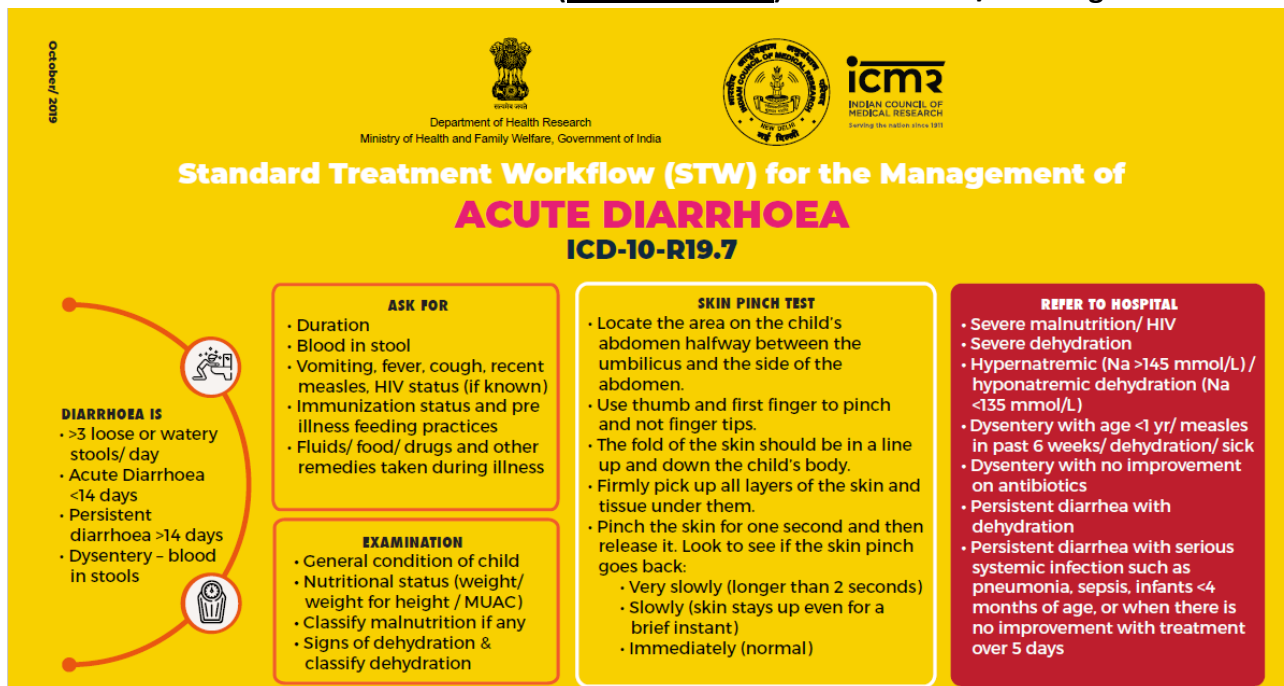 October/ 2019
सत्यमेव जयते
Department of Health Research
Ministry of Health and Family Welfare, Government of India
INDIAN COUNCIL OF MEDICAL RESEARCH
NEW DELHI
नई दिल्ली
icmr
INDIAN COUNCIL OF
MEDICAL RESEARCH
Serving the nation since 1911
Standard Treatment Workflow (STW) for the Management of
ACUTE DIARRHOEA
ICD-10-R19.7
DIARRHOEA IS
• >3 loose or watery
stools/ day
• Acute Diarrhoea
<14 days
• Persistent
diarrhoea >14 days
• Dysentery – blood
in stools
ASK FOR
• Duration
• Blood in stool
• Vomiting, fever, cough, recent
measles, HIV status (if known)
• Immunization status and pre
illness feeding practices
• Fluids/ food/ drugs and other
remedies taken during illness
EXAMINATION
• General condition of child
• Nutritional status (weight/
weight for height / MUAC)
• Classify malnutrition if any
• Signs of dehydration &
classify dehydration
SKIN PINCH TEST
• Locate the area on the child's
abdomen halfway between the
umbilicus and the side of the
abdomen.
• Use thumb and first finger to pinch
and not finger tips.
• The fold of the skin should be in a line
up and down the child's body.
• Firmly pick up all layers of the skin and
tissue under them.
• Pinch the skin for one second and then
release it. Look to see if the skin pinch
goes back:
• Very slowly (longer than 2 seconds)
• Slowly (skin stays up even for a
brief instant)
• Immediately (normal)
REFER TO HOSPITAL
• Severe malnutrition/ HIV
• Severe dehydration
• Hypernatremic (Na >145 mmol/L) /
hyponatremic dehydration (Na
<135 mmol/L)
• Dysentery with age <1 yr/ measles
in past 6 weeks/ dehydration/ sick
• Dysentery with no improvement
on antibiotics
• Persistent diarrhea with
dehydration
• Persistent diarrhea with serious
systemic infection such as
pneumonia, sepsis, infants <4
months of age, or when there is
no improvement with treatment
over 5 days